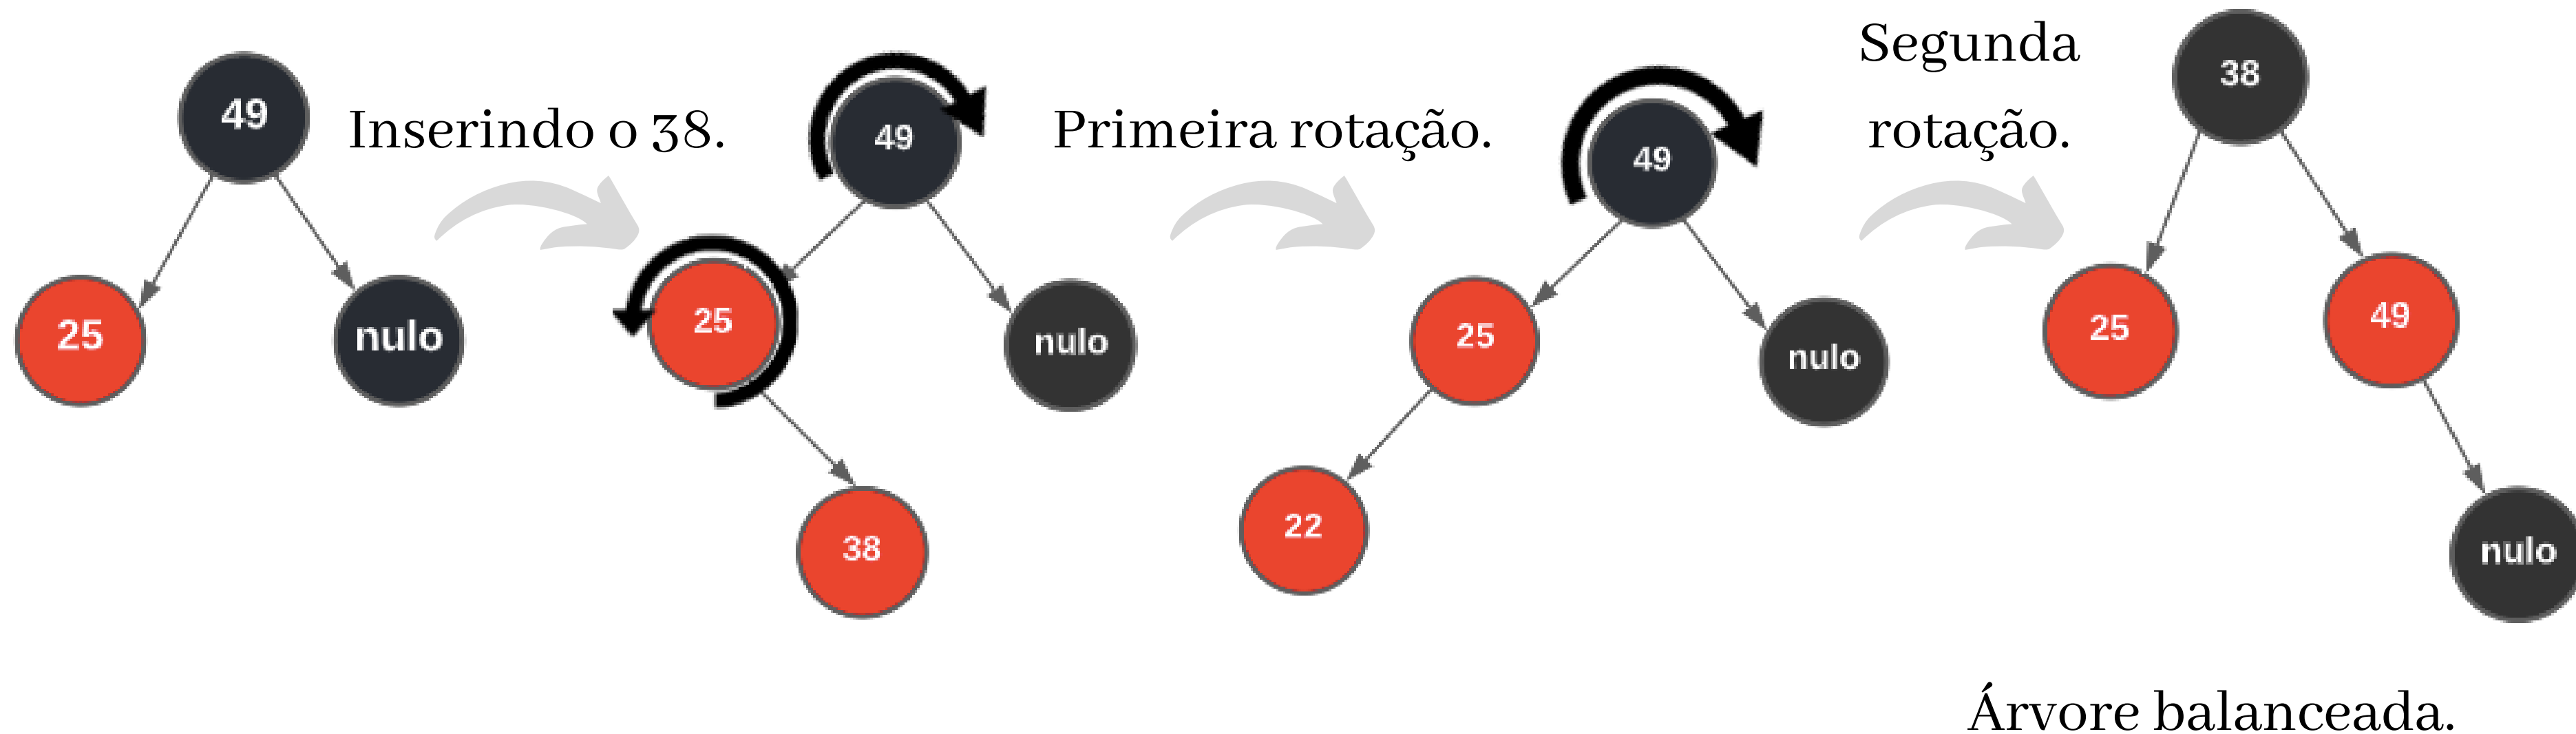 49
25
nulo
Inserindo o 38.
49
25
nulo
38
Primeira rotação.
49
25
nulo
22
Segunda
rotação.
38
25
49
nulo
Árvore balanceada.